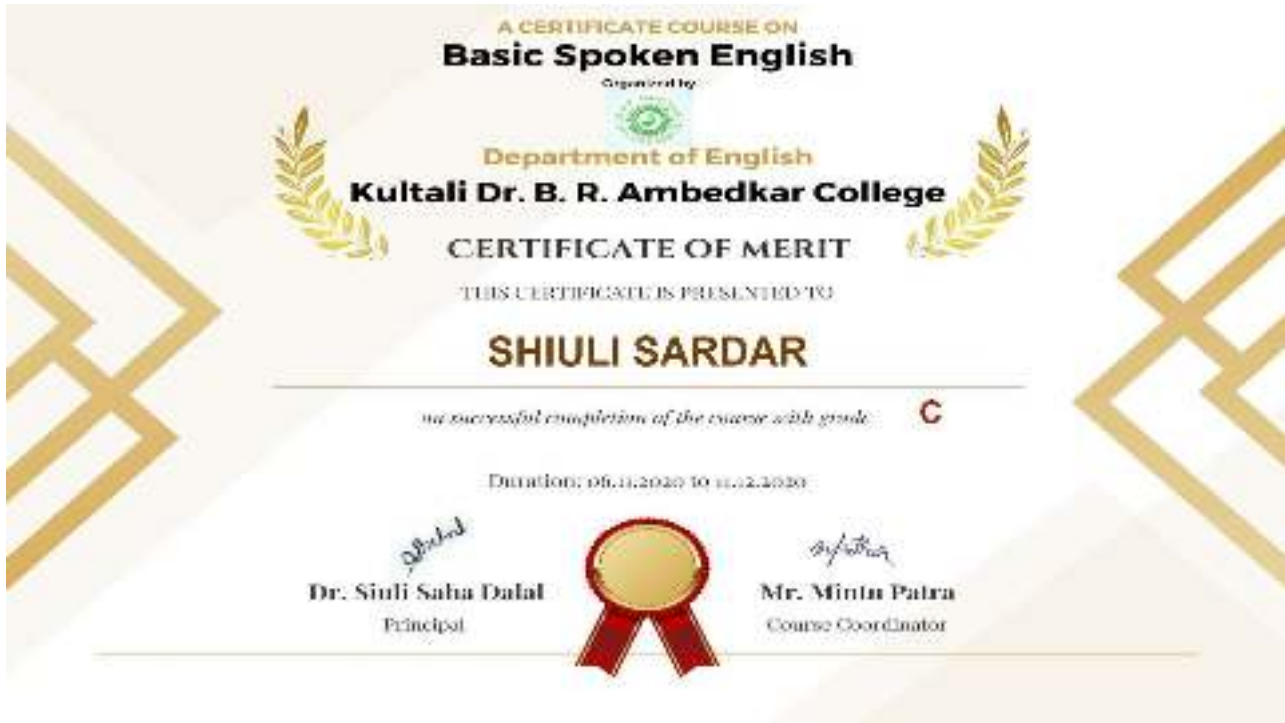 A CERTIFICATE COURSE ON
Basic Spoken English
Organized by
Department of English
Kultali Dr. B. R. Ambedkar College
CERTIFICATE OF MERIT
THIS CERTIFICATE IS PRESENTED TO
SHIULI SARDAR
on successful completion of the course with grade C
Duration: 06.11.2020 to 11.12.2020
Dr. Siuli Saha Dalal
Mr. Mintu Patra
Principal
Course Coordinator